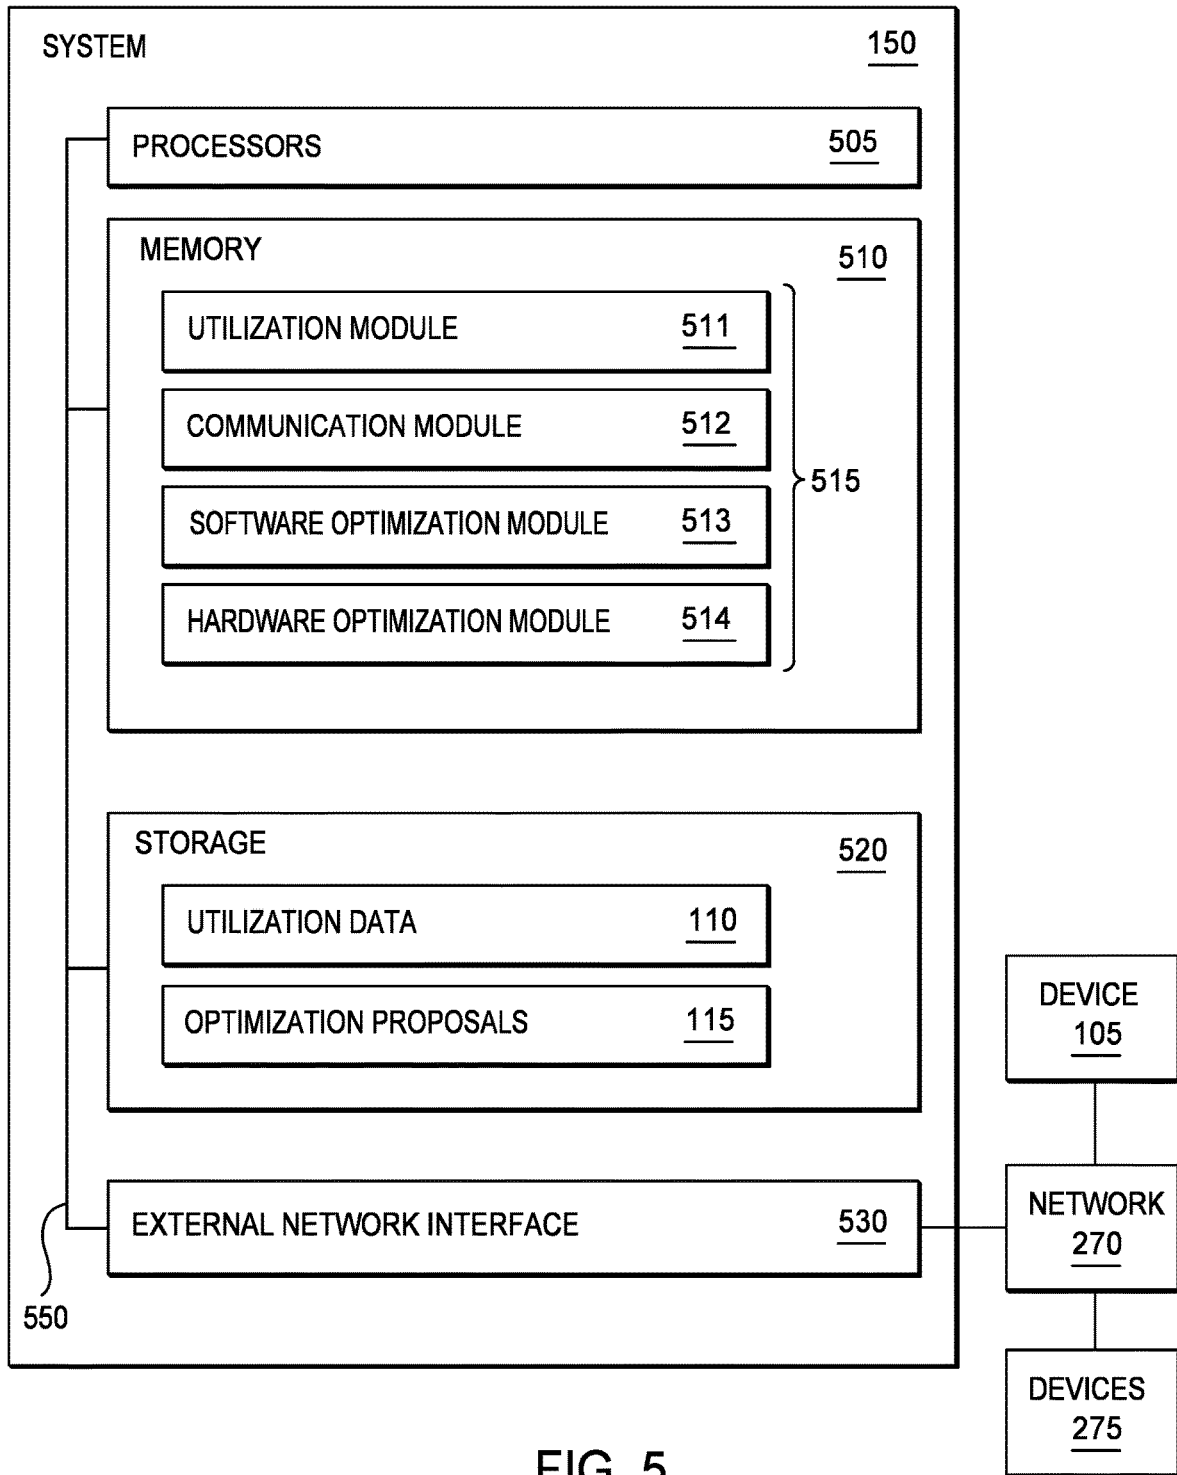 SYSTEM 150
PROCESSORS 505
MEMORY 510
UTILIZATION MODULE 511
COMMUNICATION MODULE 512
515
SOFTWARE OPTIMIZATION MODULE 513
HARDWARE OPTIMIZATION MODULE 514
STORAGE 520
UTILIZATION DATA 110
OPTIMIZATION PROPOSALS 115
EXTERNAL NETWORK INTERFACE 530
550
DEVICE
105
NETWORK
270
DEVICES
275
FIG. 5